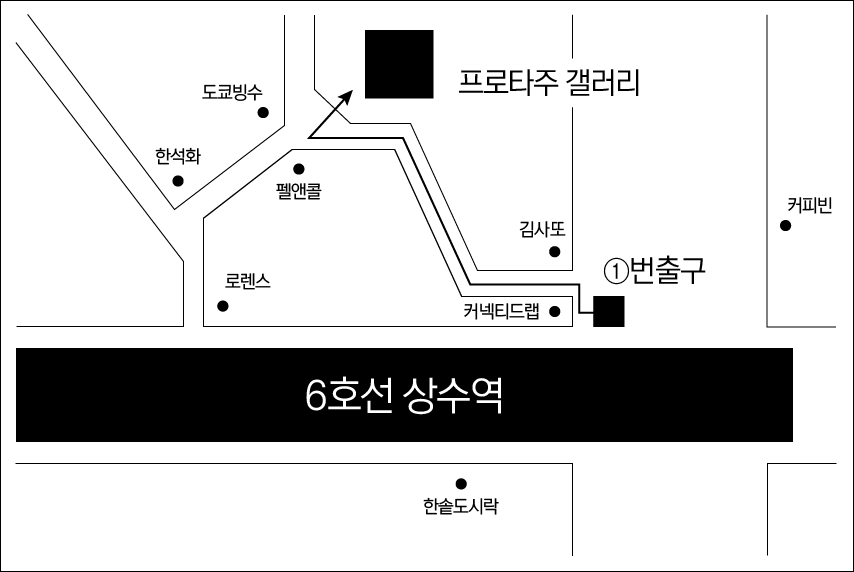 도쿄빙수
프로타주 갤러리
한석화
펠앤콜
커피빈
김사또
①번출구
로렌스
커넥티드랩
6호선 상수역
한솥도시락